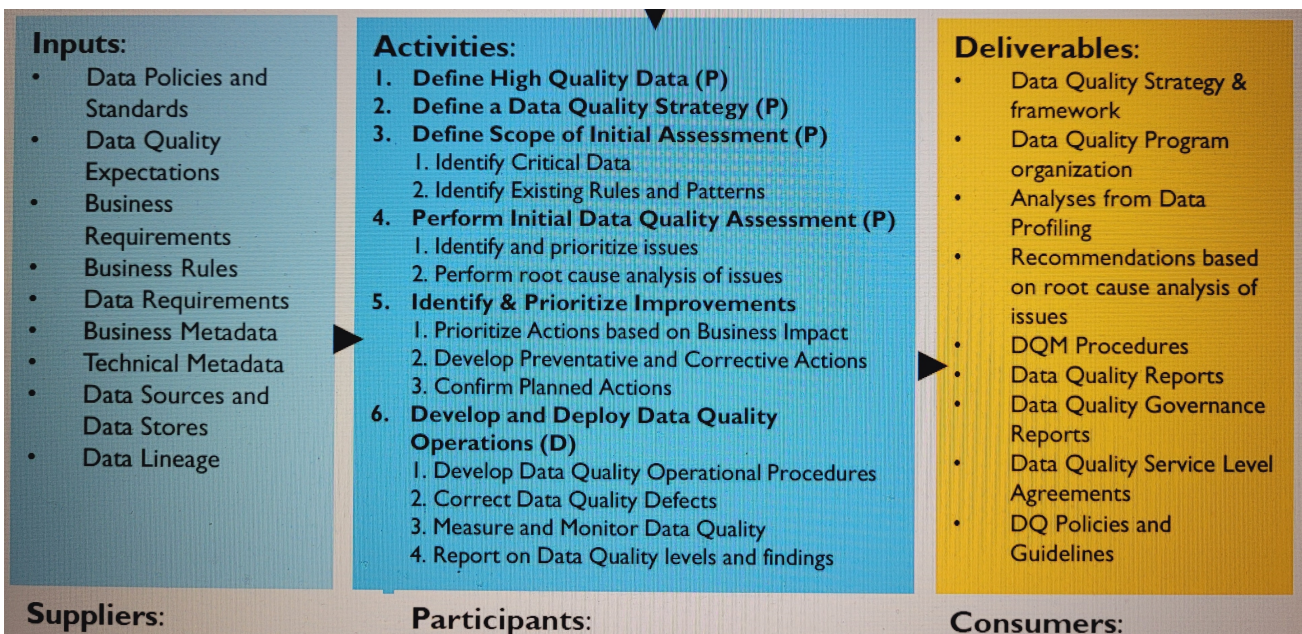 Inputs:
• Data Policies and
Standards
• Data Quality
Expectations
• Business
Requirements
• Business Rules
• Data Requirements
• Business Metadata
• Technical Metadata
• Data Sources and
Data Stores
• Data Lineage
Activities:
1. Define High Quality Data (P)
2. Define a Data Quality Strategy (P)
3. Define Scope of Initial Assessment (P)
1. Identify Critical Data
2. Identify Existing Rules and Patterns
4. Perform Initial Data Quality Assessment (P)
1. Identify and prioritize issues
2. Perform root cause analysis of issues
5. Identify & Prioritize Improvements
1. Prioritize Actions based on Business Impact
2. Develop Preventative and Corrective Actions
3. Confirm Planned Actions
6. Develop and Deploy Data Quality
Operations (D)
1. Develop Data Quality Operational Procedures
2. Correct Data Quality Defects
3. Measure and Monitor Data Quality
4. Report on Data Quality levels and findings
Deliverables:
• Data Quality Strategy &
framework
• Data Quality Program
organization
• Analyses from Data
Profiling
• Recommendations based
on root cause analysis of
issues
• DQM Procedures
• Data Quality Reports
• Data Quality Governance
Reports
• Data Quality Service Level
Agreements
• DQ Policies and
Guidelines
Suppliers:
Participants:
Consumers: